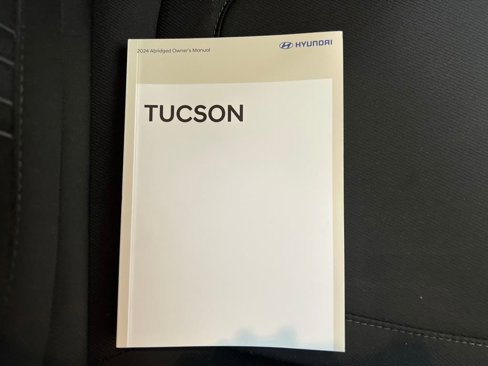 2024 Abridged Owner's Manual
HYUNDAI
TUCSON